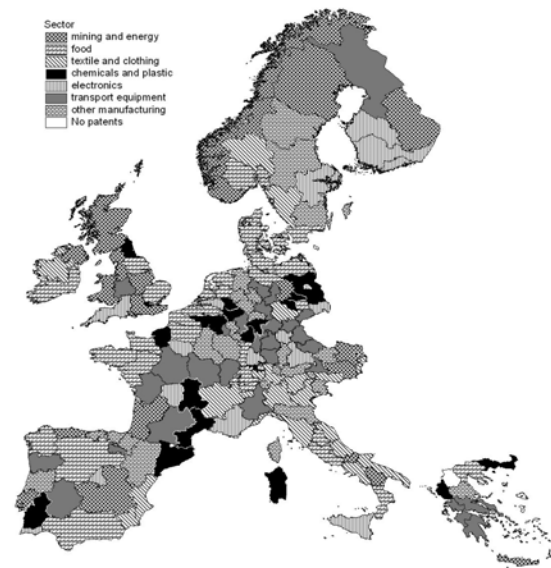 Sector
mining and energy
food
textile and clothing
chemicals and plastic
electronics
transport equipment
other manufacturing
No patents